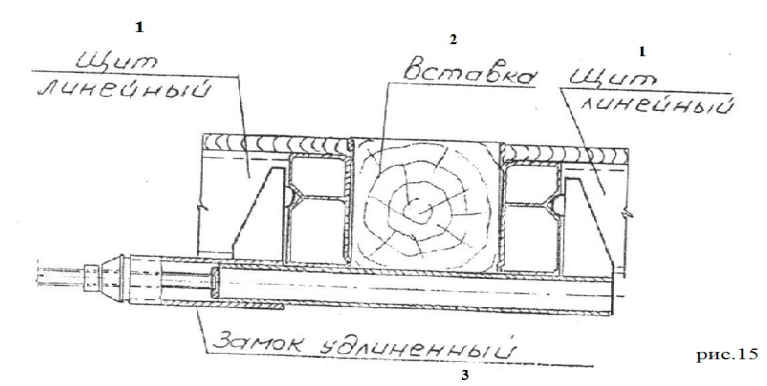 1
Щит
линейный
2
Вставка
1
Щит
линейный
Замок удлиненный
3
рис.15